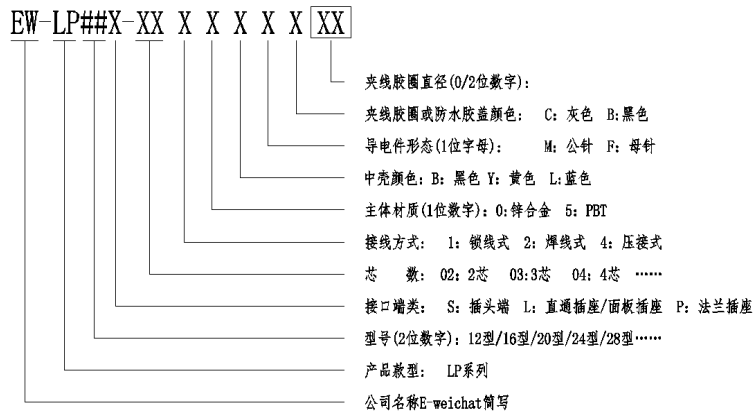 EW-LP##X-XX X X X X X XX
夹线胶圈直径(0/2位数字):
夹线胶圈或防水胶盖颜色: C: 灰色 B:黑色
导电件形态(1位字母): M: 公针 F: 母针
中壳颜色: B: 黑色 Y: 黄色 L:蓝色
主体材质(1位数字): 0:锌合金 5: PBT
接线方式: 1: 锁线式 2: 焊线式 4: 压接式
芯 数: 02: 2芯 03:3芯 04: 4芯 ……
接口端类: S: 插头端 L: 直通插座/面板插座 P: 法兰插座
型号(2位数字): 12型/16型/20型/24型/28型……
产品款型: LP系列
公司名称E-weichat简写